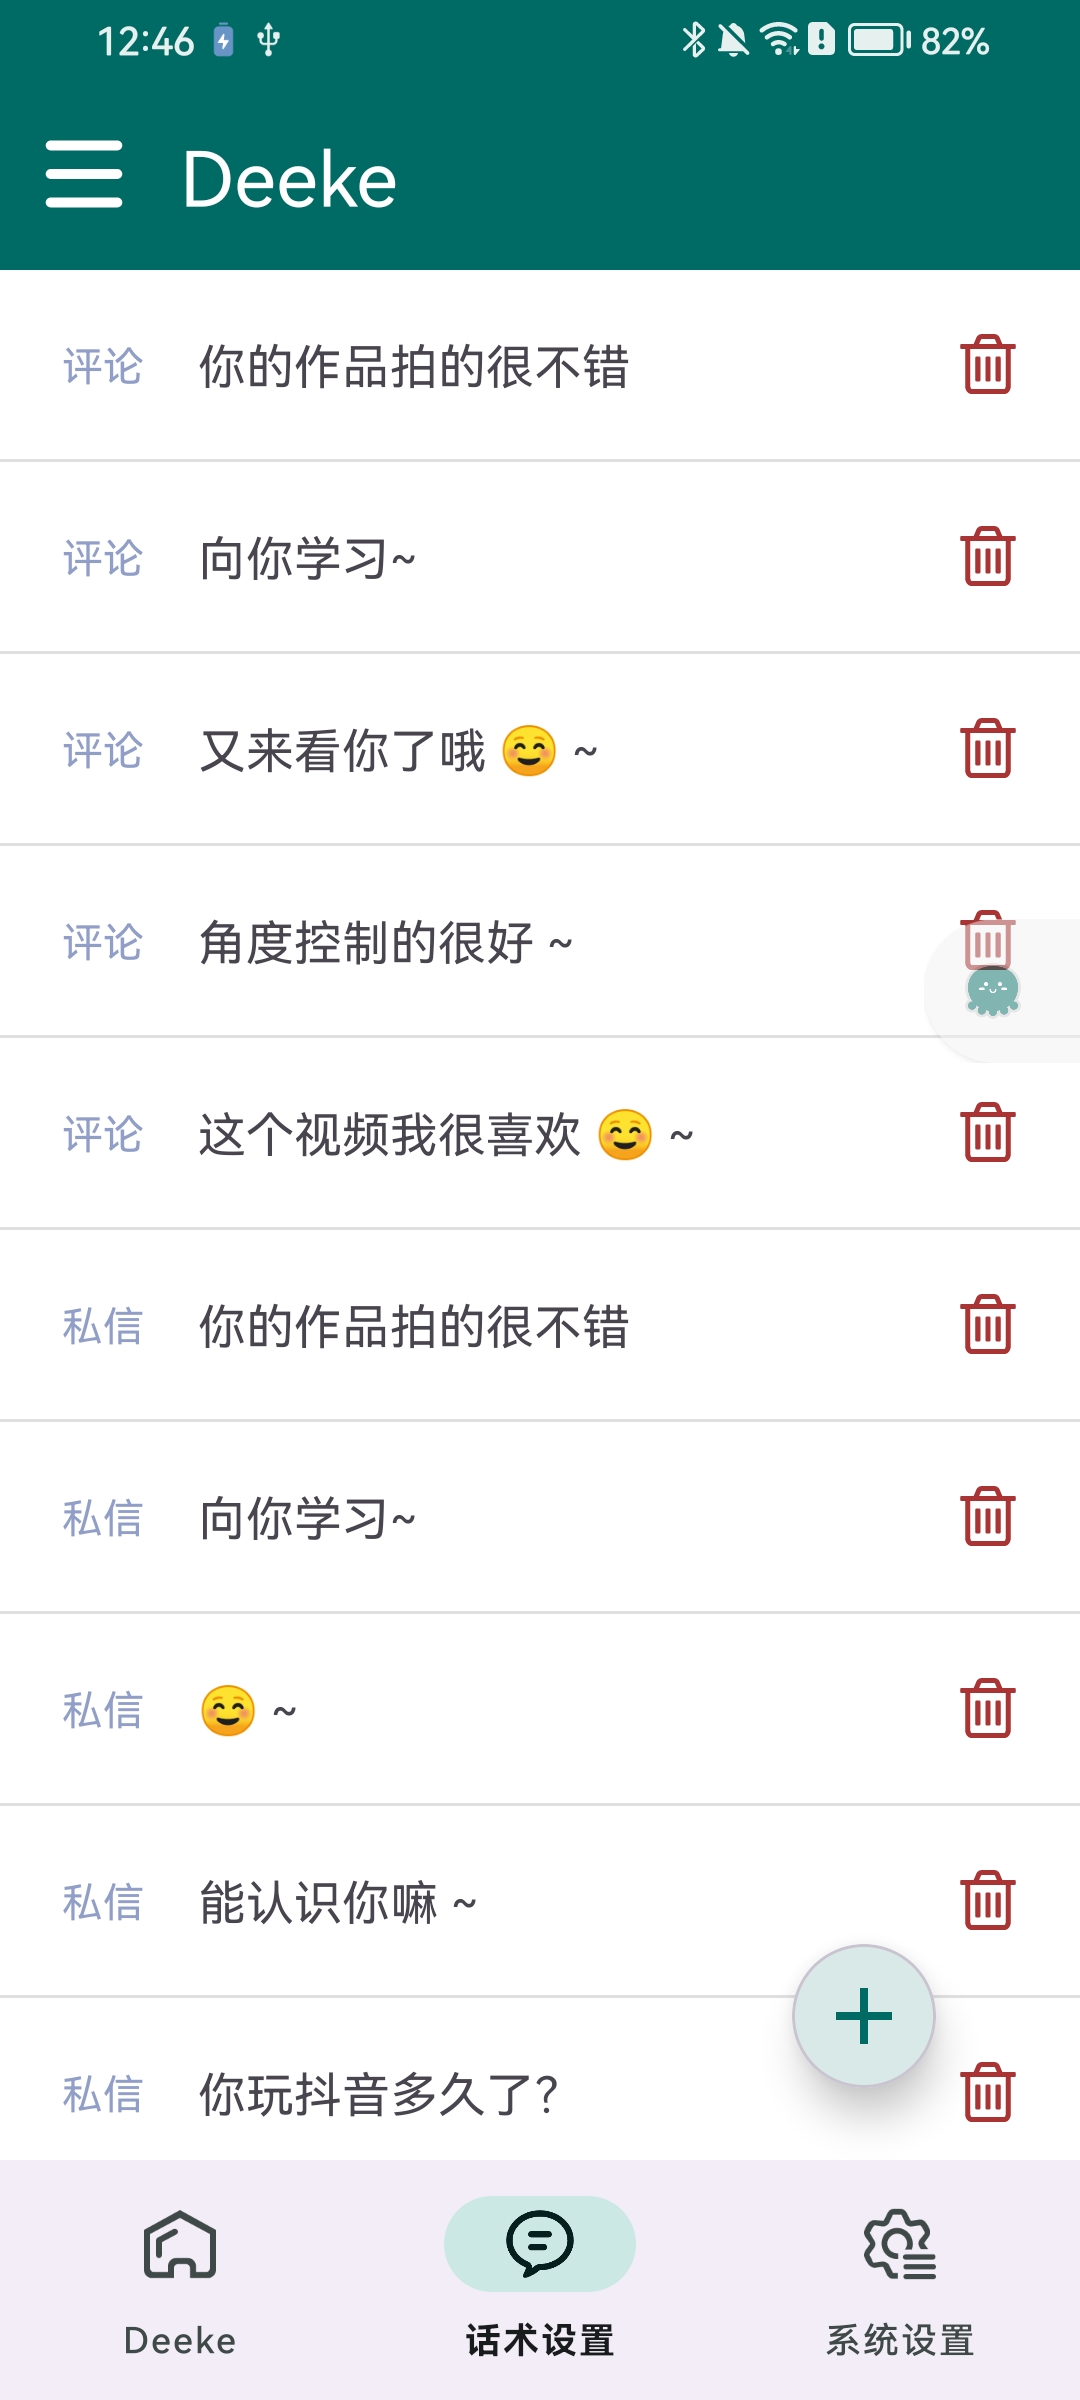 12:46
82%
Deeke
评论 你的作品拍的很不错
评论 向你学习~
评论 又来看你了哦 😊 ~
评论 角度控制的很好 ~
评论 这个视频我很喜欢 😊 ~
私信 你的作品拍的很不错
私信 向你学习~
私信 😊 ~
私信 能认识你嘛 ~
私信 你玩抖音多久了?
Deeke 话术设置 系统设置